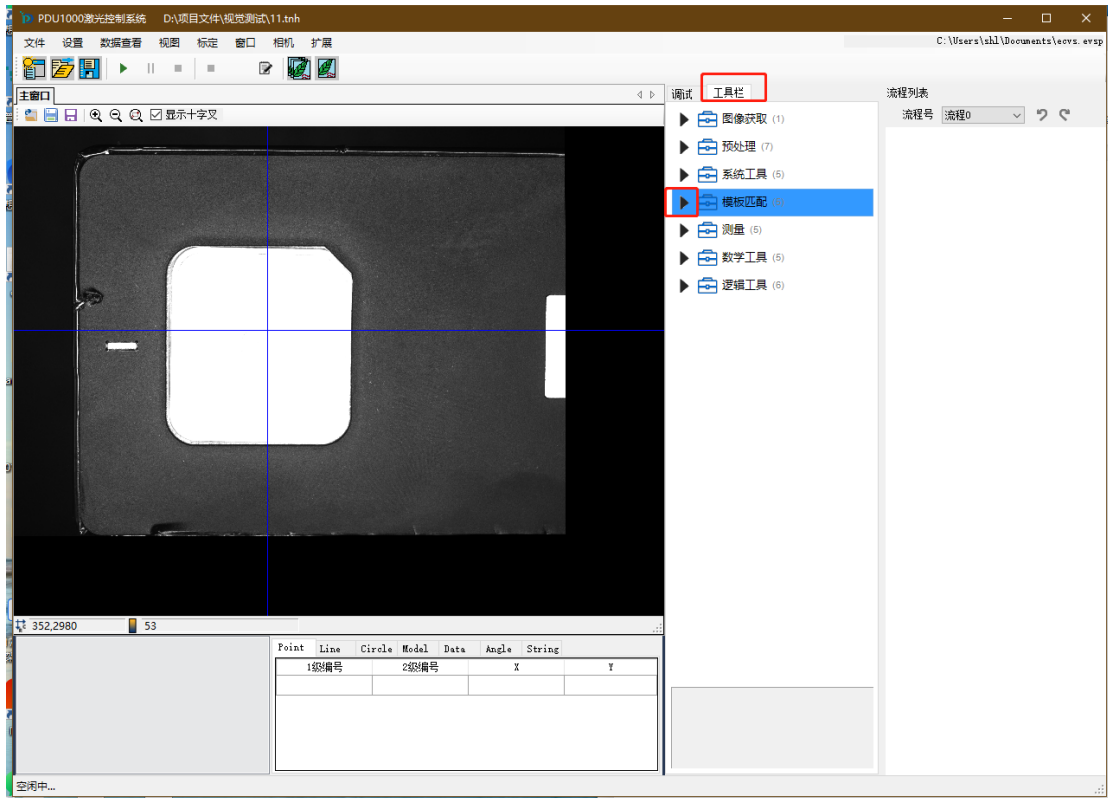 PDU1000激光控制系统 D:\项目文件\视觉测试\11.tnh
文件 设置 数据查看 视图 标定 窗口 相机 扩展
C:\Users\shl\Documents\ecvs.evsp
主窗口
显示十字叉
调试 工具栏
图像获取 (1)
预处理 (7)
系统工具 (5)
模板匹配
测量 (5)
数学工具 (5)
逻辑工具 (6)
流程列表
流程号 流程0
352,2980 53
Point Line Circle Model Data Angle String
1级编号 2级编号 X Y
空闲中...